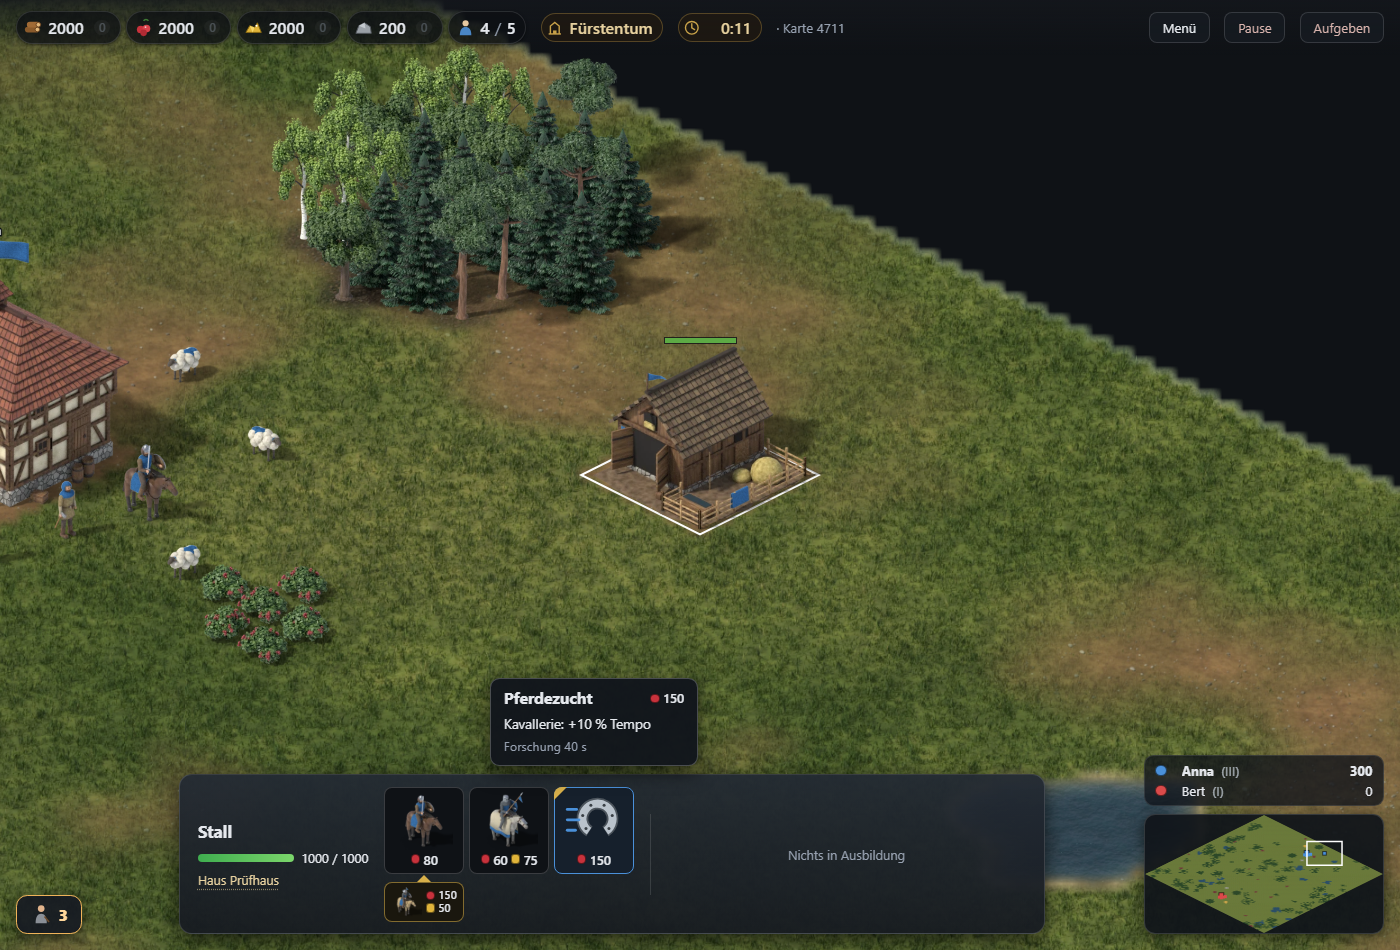 2000 0 2000 0 2000 0 200 0 4 / 5 Fürstentum 0:11 · Karte 4711 Menü Pause Aufgeben
Pferdezucht 150
Kavallerie: +10 % Tempo
Forschung 40 s
Stall
1000 / 1000
Haus Prüfhaus
80
60 75
150
150
50
Nichts in Ausbildung
Anna (III) 300
Bert (I) 0
3